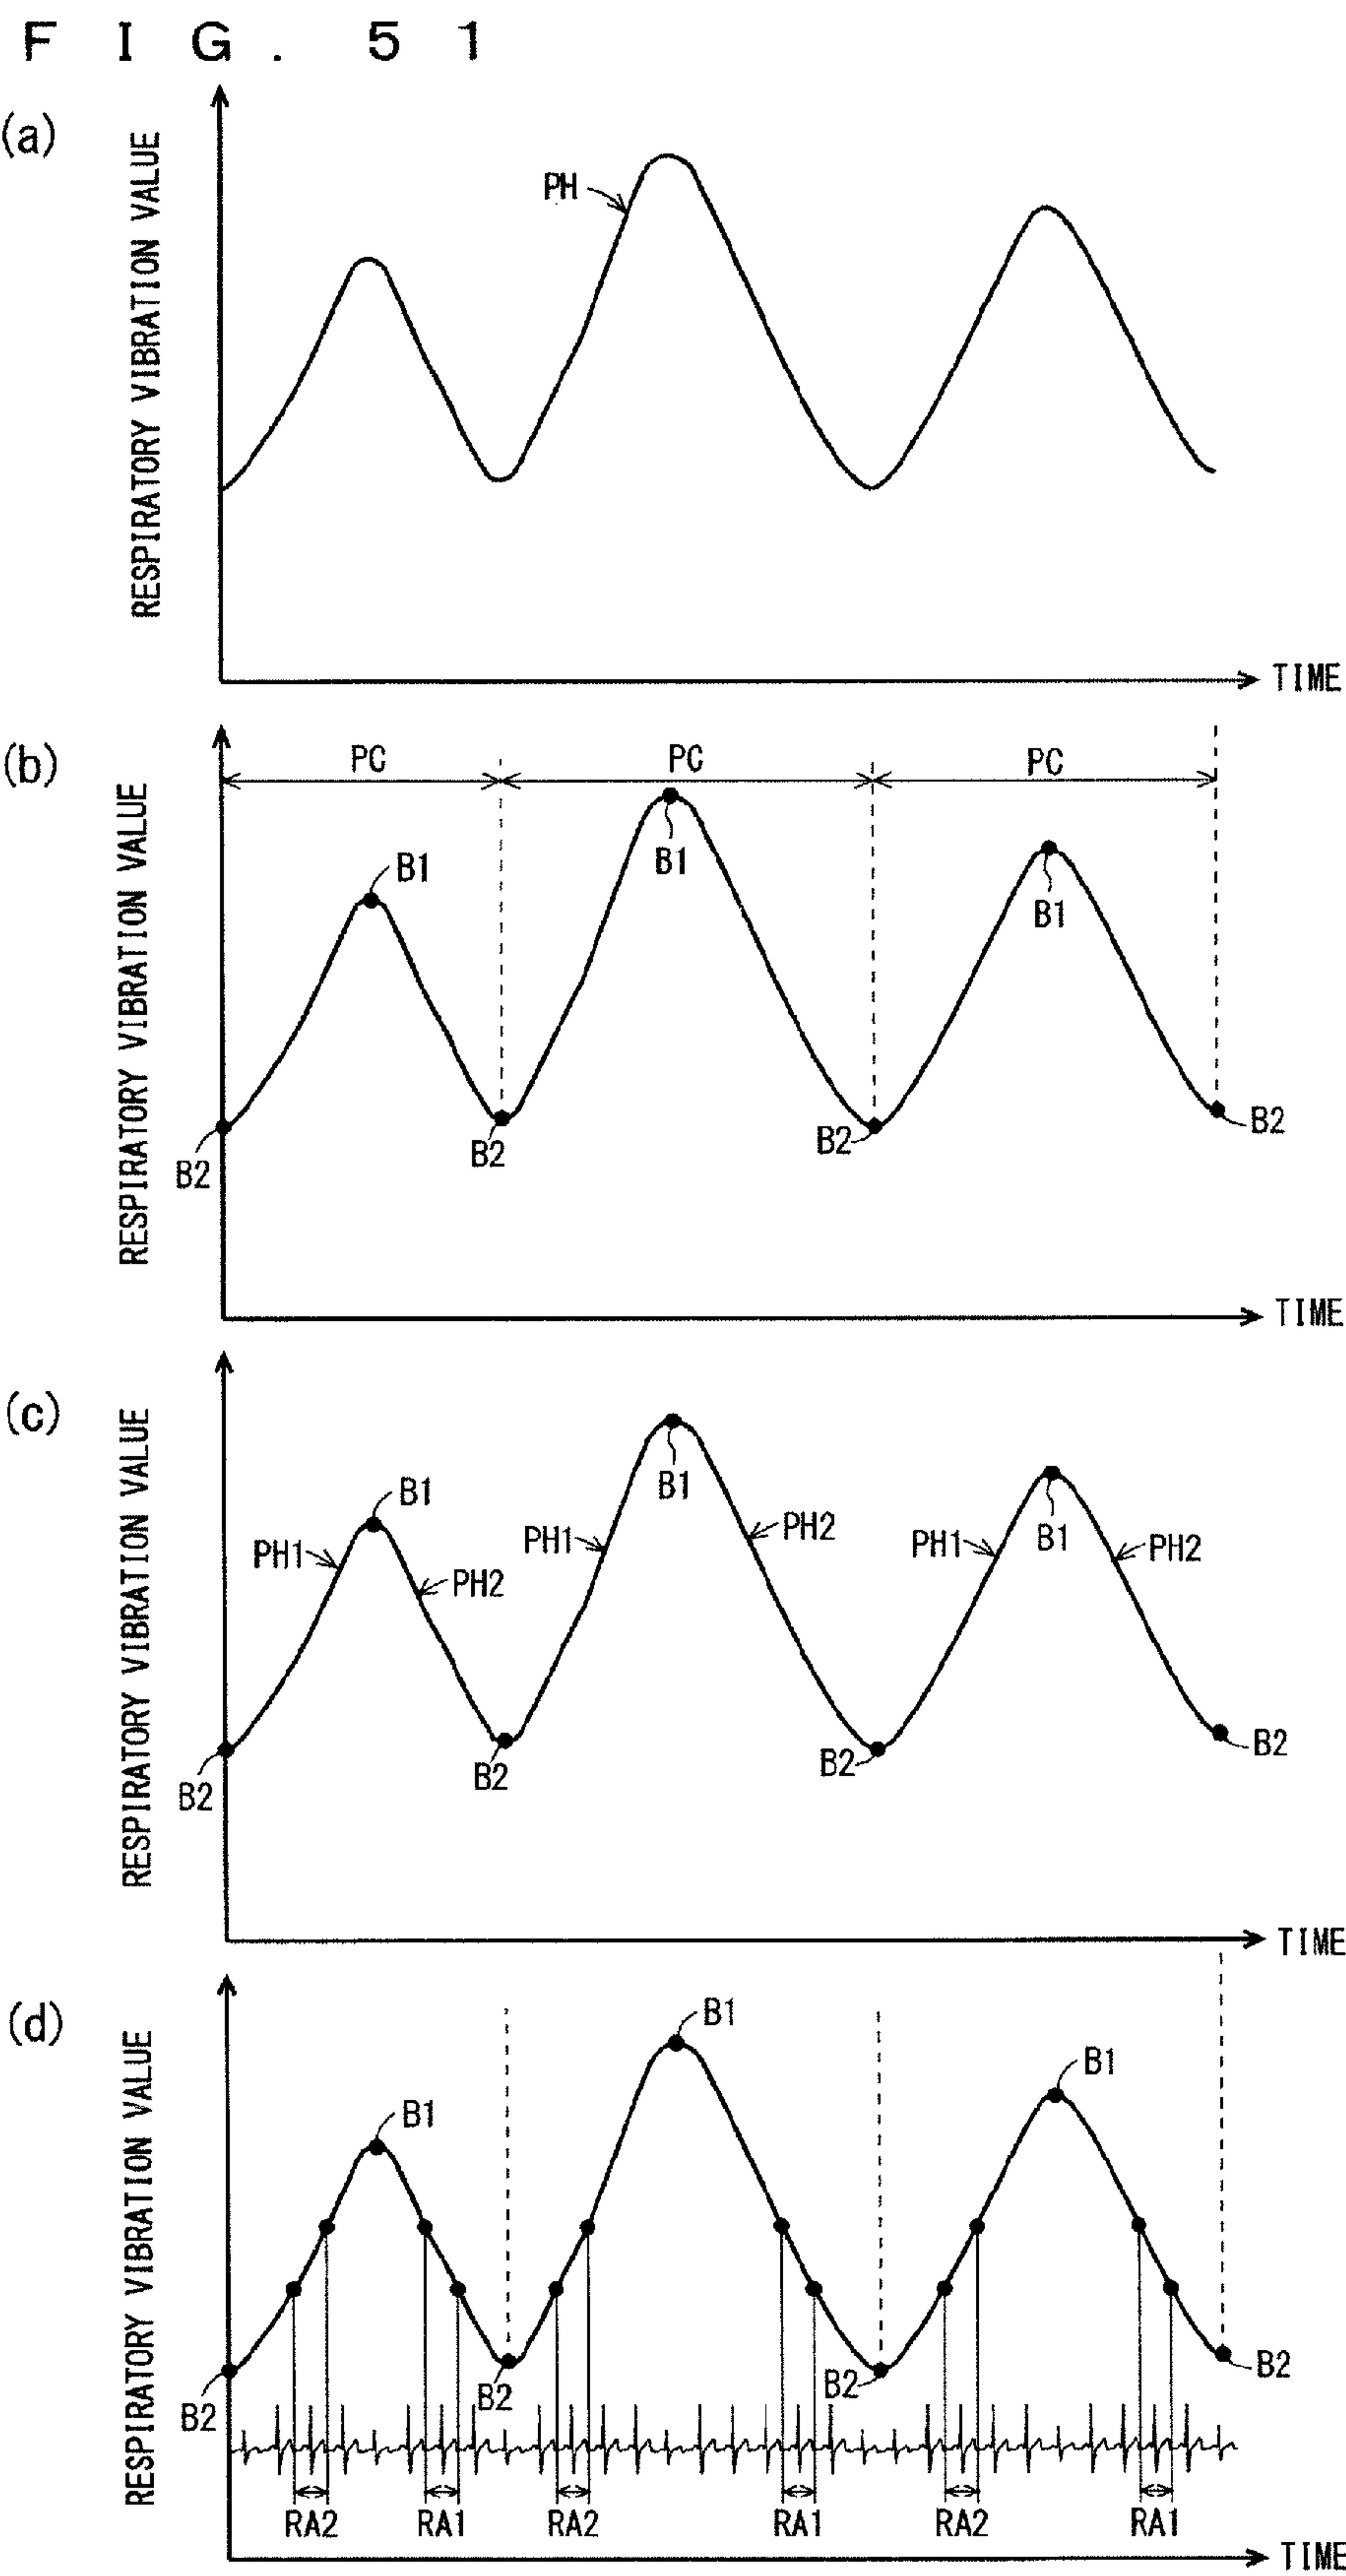 FIG. 51
(a)
RESPIRATORY VIBRATION VALUE
PH
TIME
(b)
RESPIRATORY VIBRATION VALUE
PC PC PC
B1 B1 B1
B2 B2 B2 B2
TIME
(c)
RESPIRATORY VIBRATION VALUE
B1 B1 B1
PH1 PH2 PH1 PH2 PH1 PH2
B2 B2 B2 B2
TIME
(d)
RESPIRATORY VIBRATION VALUE
B1 B1 B1
B2 B2 B2 B2
RA2 RA1 RA2 RA1 RA2 RA1
TIME